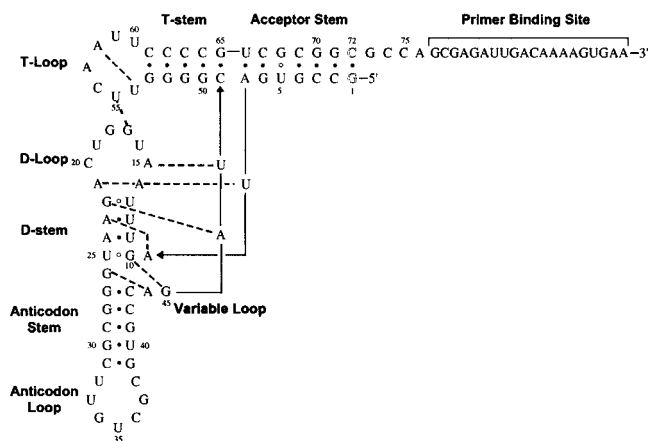 T-stem Acceptor Stem Primer Binding Site
60 65 70 72 75
U U C C C C G–U C G C G G C G C C A GCGAGAUUGACAAAAGUGAA–3'
A
T-Loop
A U G G G G C A G U G C C G–5'
C U 50 5 1
55
G G
U U
D-Loop 20 C 15 A U
A A U
G U
D-stem A U
A U A
25 U G A
10
G A G
45
G C Variable Loop
Anticodon G C
Stem C G
30 G U 40
C G
U C
Anticodon U G
Loop G C
U
35